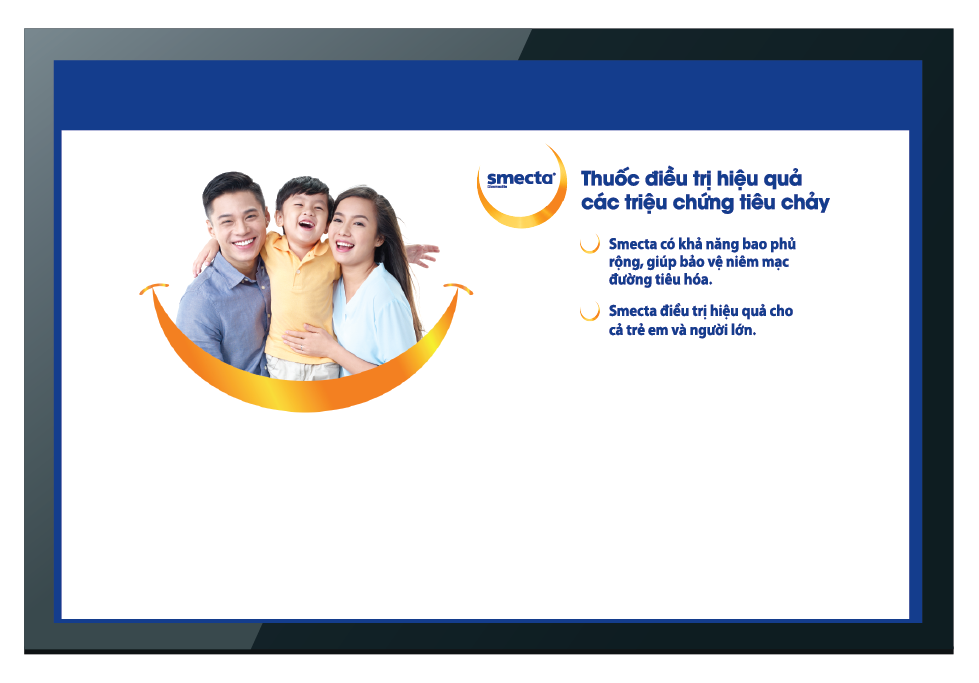 smecta®
Thuốc điều trị hiệu quả
các triệu chứng tiêu chảy
Smecta có khả năng bao phủ
rộng, giúp bảo vệ niêm mạc
đường tiêu hóa.
Smecta điều trị hiệu quả cho
cả trẻ em và người lớn.